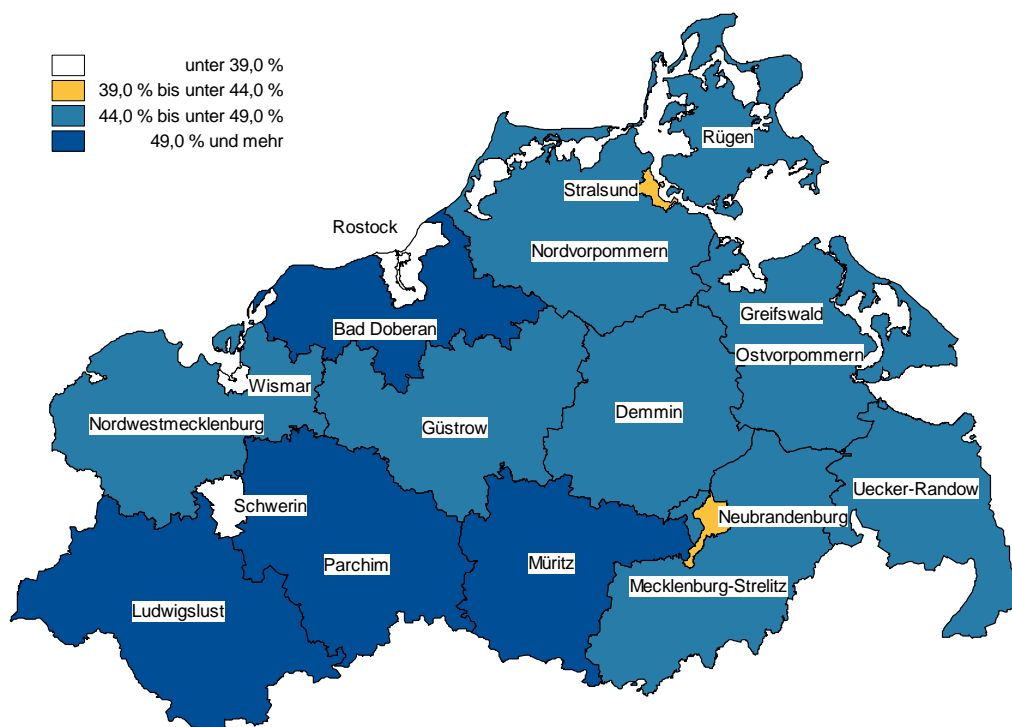 unter 39,0 %
39,0 % bis unter 44,0 %
44,0 % bis unter 49,0 %
49,0 % und mehr
Rügen
Stralsund
Rostock
Nordvorpommern
Greifswald
Bad Doberan
Ostvorpommern
Wismar
Demmin
Nordwestmecklenburg
Güstrow
Uecker-Randow
Schwerin
Neubrandenburg
Parchim
Müritz
Mecklenburg-Strelitz
Ludwigslust